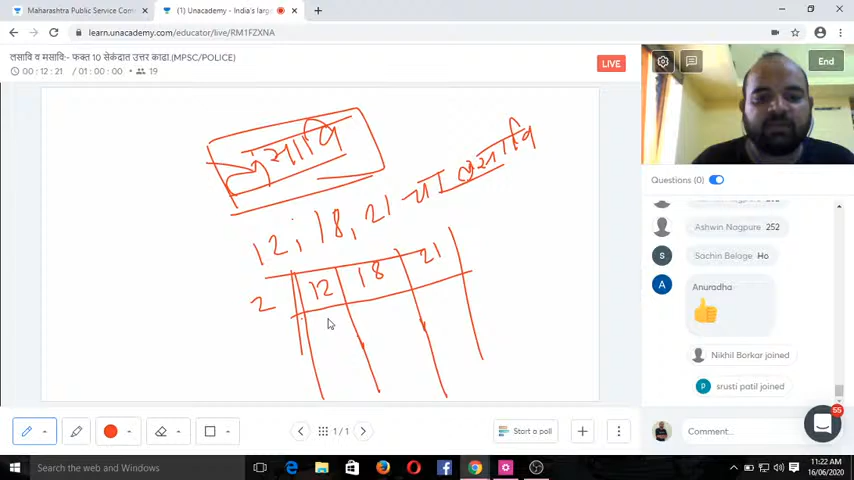 Maharashtra Public Service Com
(1) Unacademy - India's larg
learn.unacademy.com/educator/live/RM1FZXNA
लसावि व मसावि:- फक्त 10 सेकंदात उत्तर काढा.(MPSC/POLICE)
00 : 12 : 21 / 01 : 00 : 00 • 19
LIVE
End
लसावि
12, 18, 21 चा लसावि
12 18 21
2
Questions (0)
Ashwin Nagpure 252
S Sachin Belage Ho
A Anuradha
Nikhil Borkar joined
P srusti patil joined
55
1 / 1
Start a poll
Comment...
Search the web and Windows
11:22 AM
16/06/2020